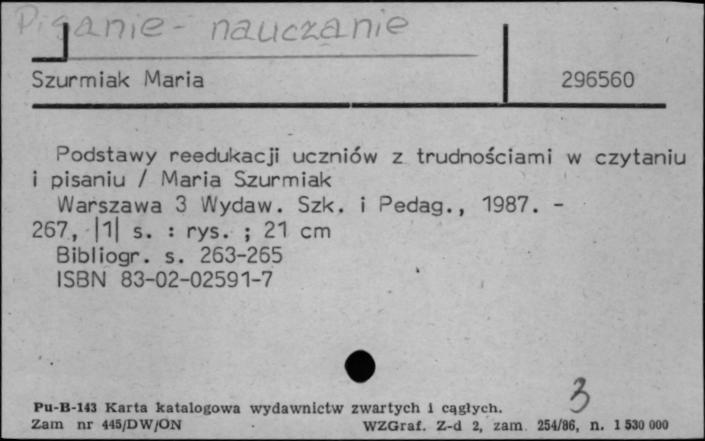 Pisanie - nauczanie
Szurmiak Maria
296560
Podstawy reedukacji uczniów z trudnościami w czytaniu
i pisaniu / Maria Szurmiak
Warszawa 3 Wydaw. Szk. i Pedag., 1987. -
267, |1| s. : rys. ; 21 cm
Bibliogr. s. 263-265
ISBN 83-02-02591-7
3
Pu-B-143 Karta katalogowa wydawnictw zwartych i cągłych.
Zam nr 445/DW/ON WZGraf. Z-d 2, zam. 254/86, n. 1 530 000